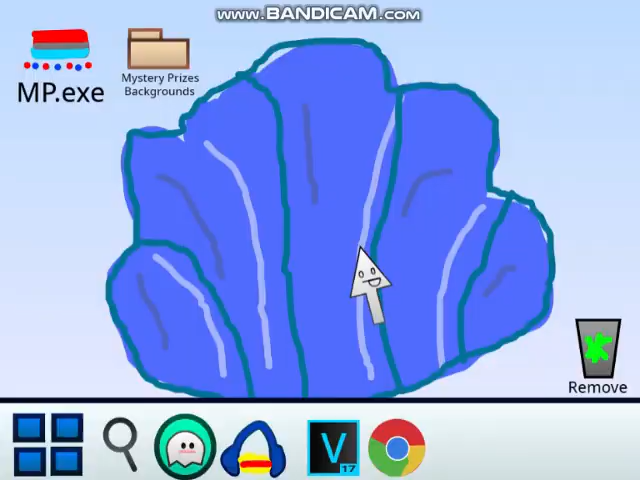 www.BANDICAM.com
MP.exe
Mystery Prizes
Backgrounds
Remove
V
17